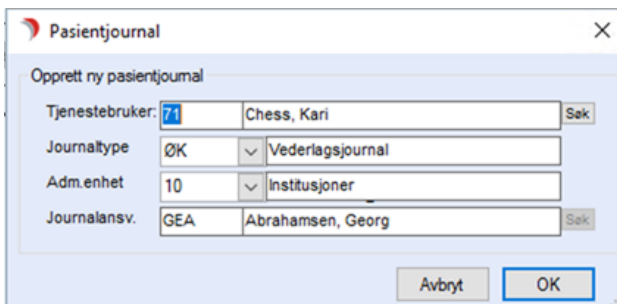 Pasientjournal
Opprett ny pasientjournal
Tjenestebruker: 71 Chess, Kari Søk
Journaltype ØK Vederlagsjournal
Adm.enhet 10 Institusjoner
Journalansv. GEA Abrahamsen, Georg Søk
Avbryt OK